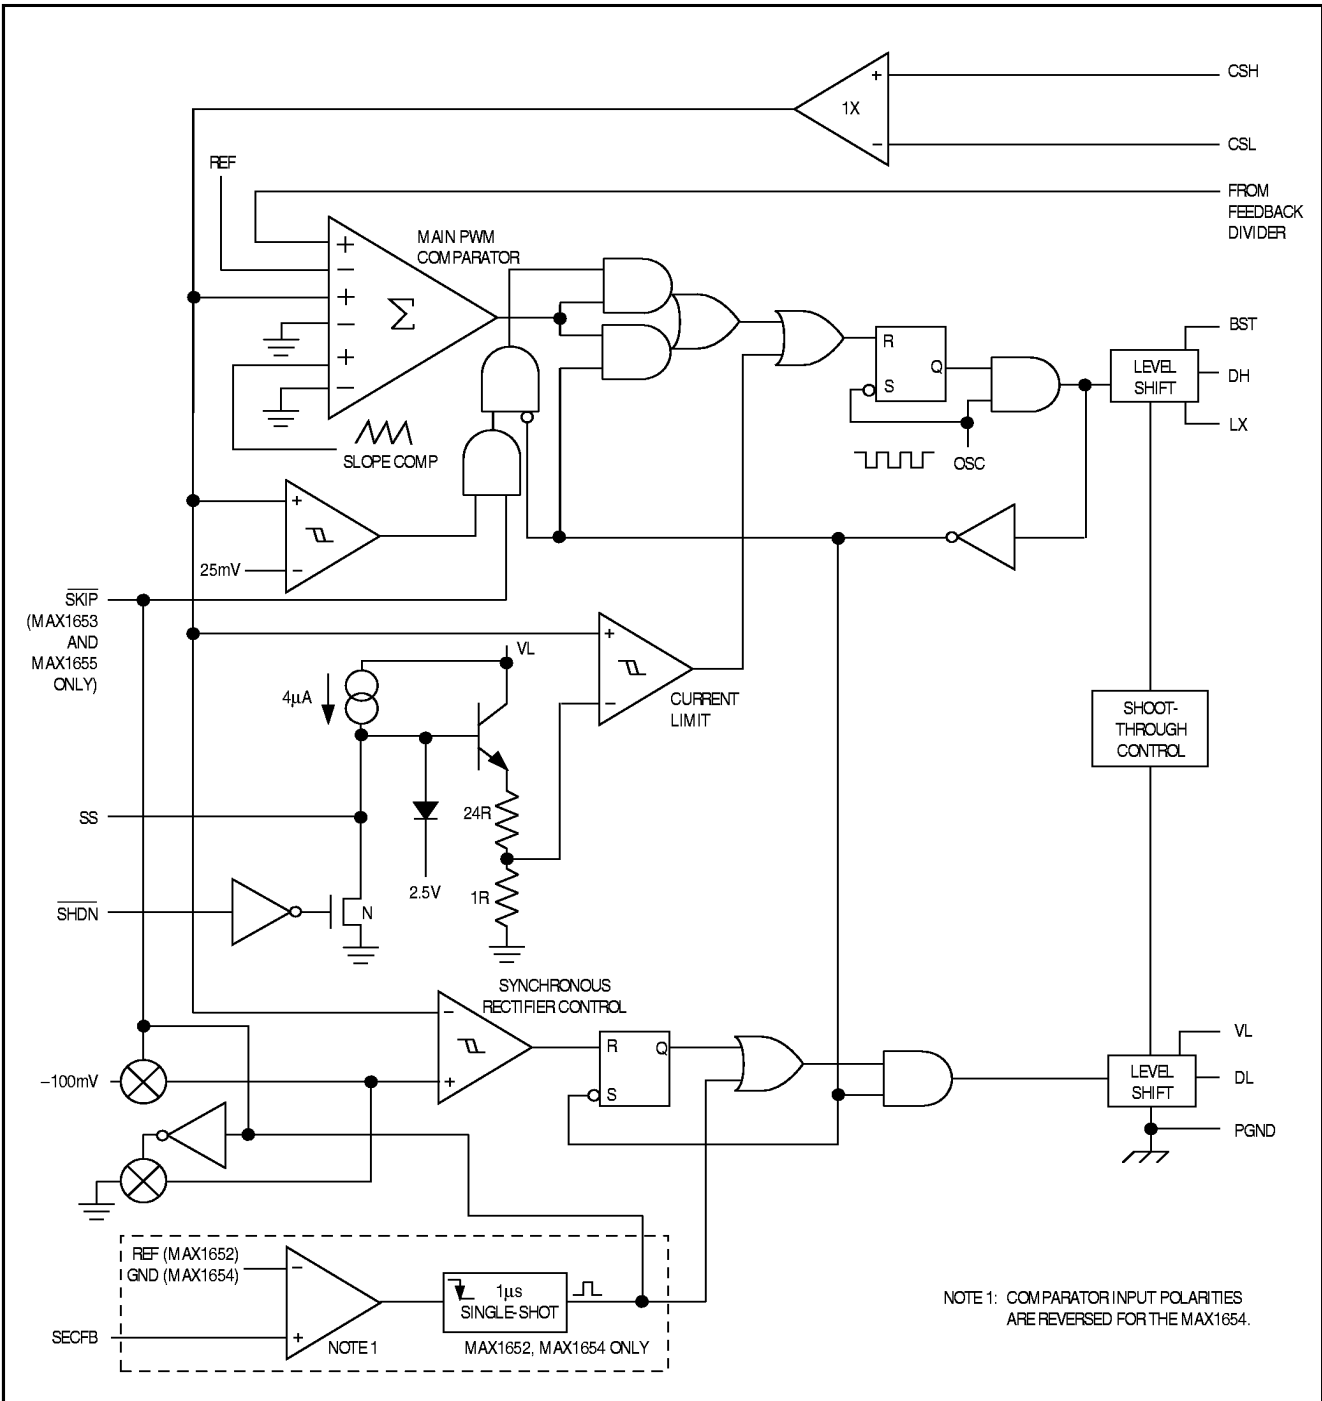 CSH
+
1X
−
CSL
REF
FROM
FEEDBACK
DIVIDER
MAIN PWM
COMPARATOR
+
−
+
−
+
−
Σ
BST
R
Q
S
LEVEL
SHIFT
DH
LX
SLOPE COMP
OSC
+
25mV
−
SKIP
(MAX1653
AND
MAX1655
ONLY)
VL
+
−
4µA
CURRENT
LIMIT
SHOOT-
THROUGH
CONTROL
24R
SS
2.5V
1R
SHDN
N
SYNCHRONOUS
RECTIFIER CONTROL
−
+
R
Q
S
VL
−100mV
LEVEL
SHIFT
DL
PGND
REF (MAX1652)
GND (MAX1654)
−
1µs
SINGLE-SHOT
SECFB
+
NOTE 1
MAX1652, MAX1654 ONLY
NOTE 1: COMPARATOR INPUT POLARITIES
ARE REVERSED FOR THE MAX1654.